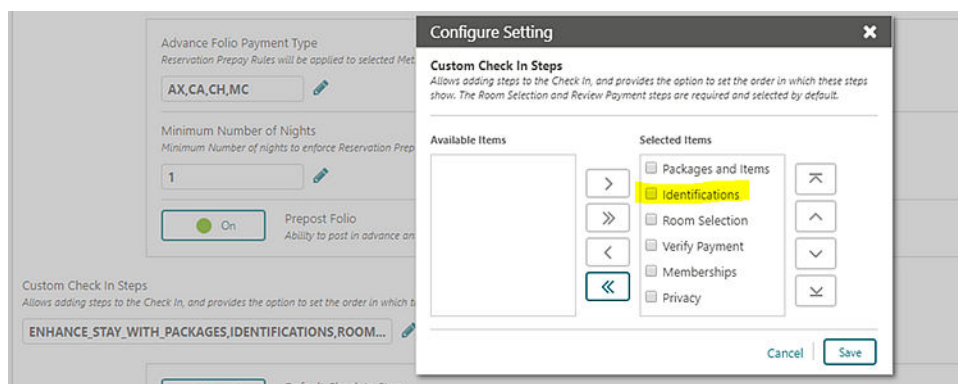 Advance Folio Payment Type
Reservation Prepay Rules will be applied to selected Met
AX,CA,CH,MC
Minimum Number of Nights
Minimum Number of nights to enforce Reservation Prep
1
On
Prepost Folio
Ability to post in advance an
Custom Check In Steps
Allows adding steps to the Check In, and provides the option to set the order in which t
ENHANCE_STAY_WITH_PACKAGES,IDENTIFICATIONS,ROOM...
Configure Setting
Custom Check In Steps
Allows adding steps to the Check In, and provides the option to set the order in which these steps
show. The Room Selection and Review Payment steps are required and selected by default.
Available Items
Selected Items
Packages and Items
Identifications
Room Selection
Verify Payment
Memberships
Privacy
Cancel
Save